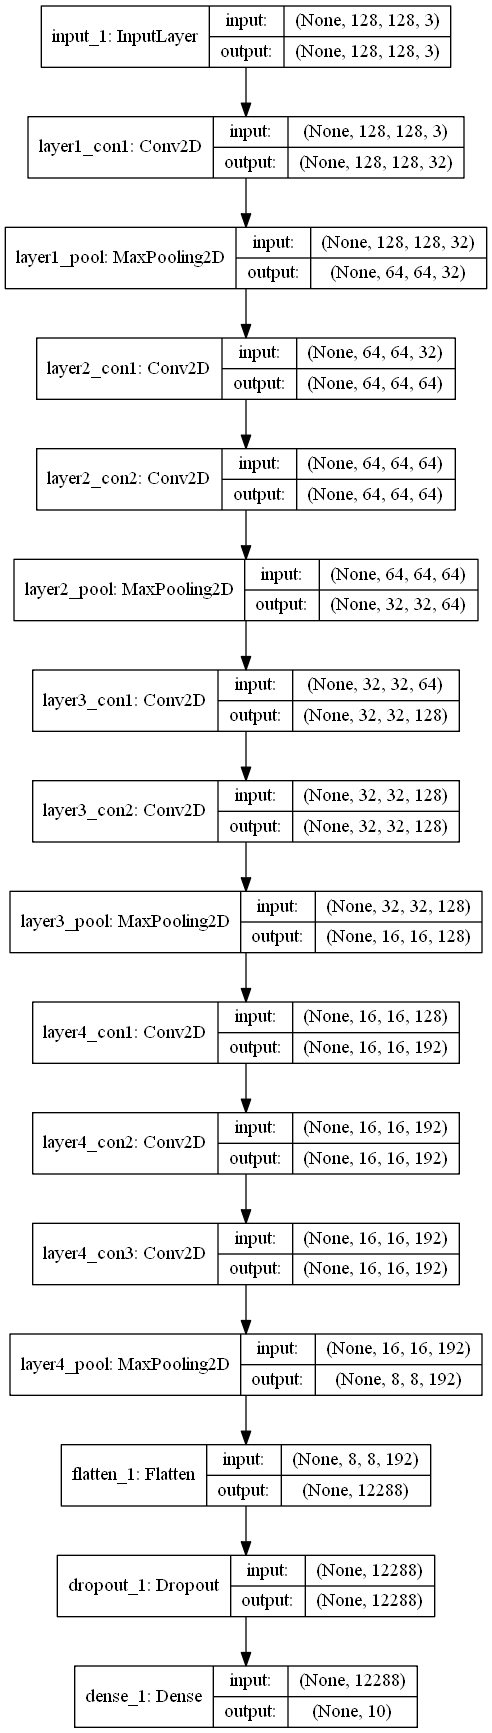 input_1: InputLayer
input: (None, 128, 128, 3)
output: (None, 128, 128, 3)
layer1_con1: Conv2D
input: (None, 128, 128, 3)
output: (None, 128, 128, 32)
layer1_pool: MaxPooling2D
input: (None, 128, 128, 32)
output: (None, 64, 64, 32)
layer2_con1: Conv2D
input: (None, 64, 64, 32)
output: (None, 64, 64, 64)
layer2_con2: Conv2D
input: (None, 64, 64, 64)
output: (None, 64, 64, 64)
layer2_pool: MaxPooling2D
input: (None, 64, 64, 64)
output: (None, 32, 32, 64)
layer3_con1: Conv2D
input: (None, 32, 32, 64)
output: (None, 32, 32, 128)
layer3_con2: Conv2D
input: (None, 32, 32, 128)
output: (None, 32, 32, 128)
layer3_pool: MaxPooling2D
input: (None, 32, 32, 128)
output: (None, 16, 16, 128)
layer4_con1: Conv2D
input: (None, 16, 16, 128)
output: (None, 16, 16, 192)
layer4_con2: Conv2D
input: (None, 16, 16, 192)
output: (None, 16, 16, 192)
layer4_con3: Conv2D
input: (None, 16, 16, 192)
output: (None, 16, 16, 192)
layer4_pool: MaxPooling2D
input: (None, 16, 16, 192)
output: (None, 8, 8, 192)
flatten_1: Flatten
input: (None, 8, 8, 192)
output: (None, 12288)
dropout_1: Dropout
input: (None, 12288)
output: (None, 12288)
dense_1: Dense
input: (None, 12288)
output: (None, 10)